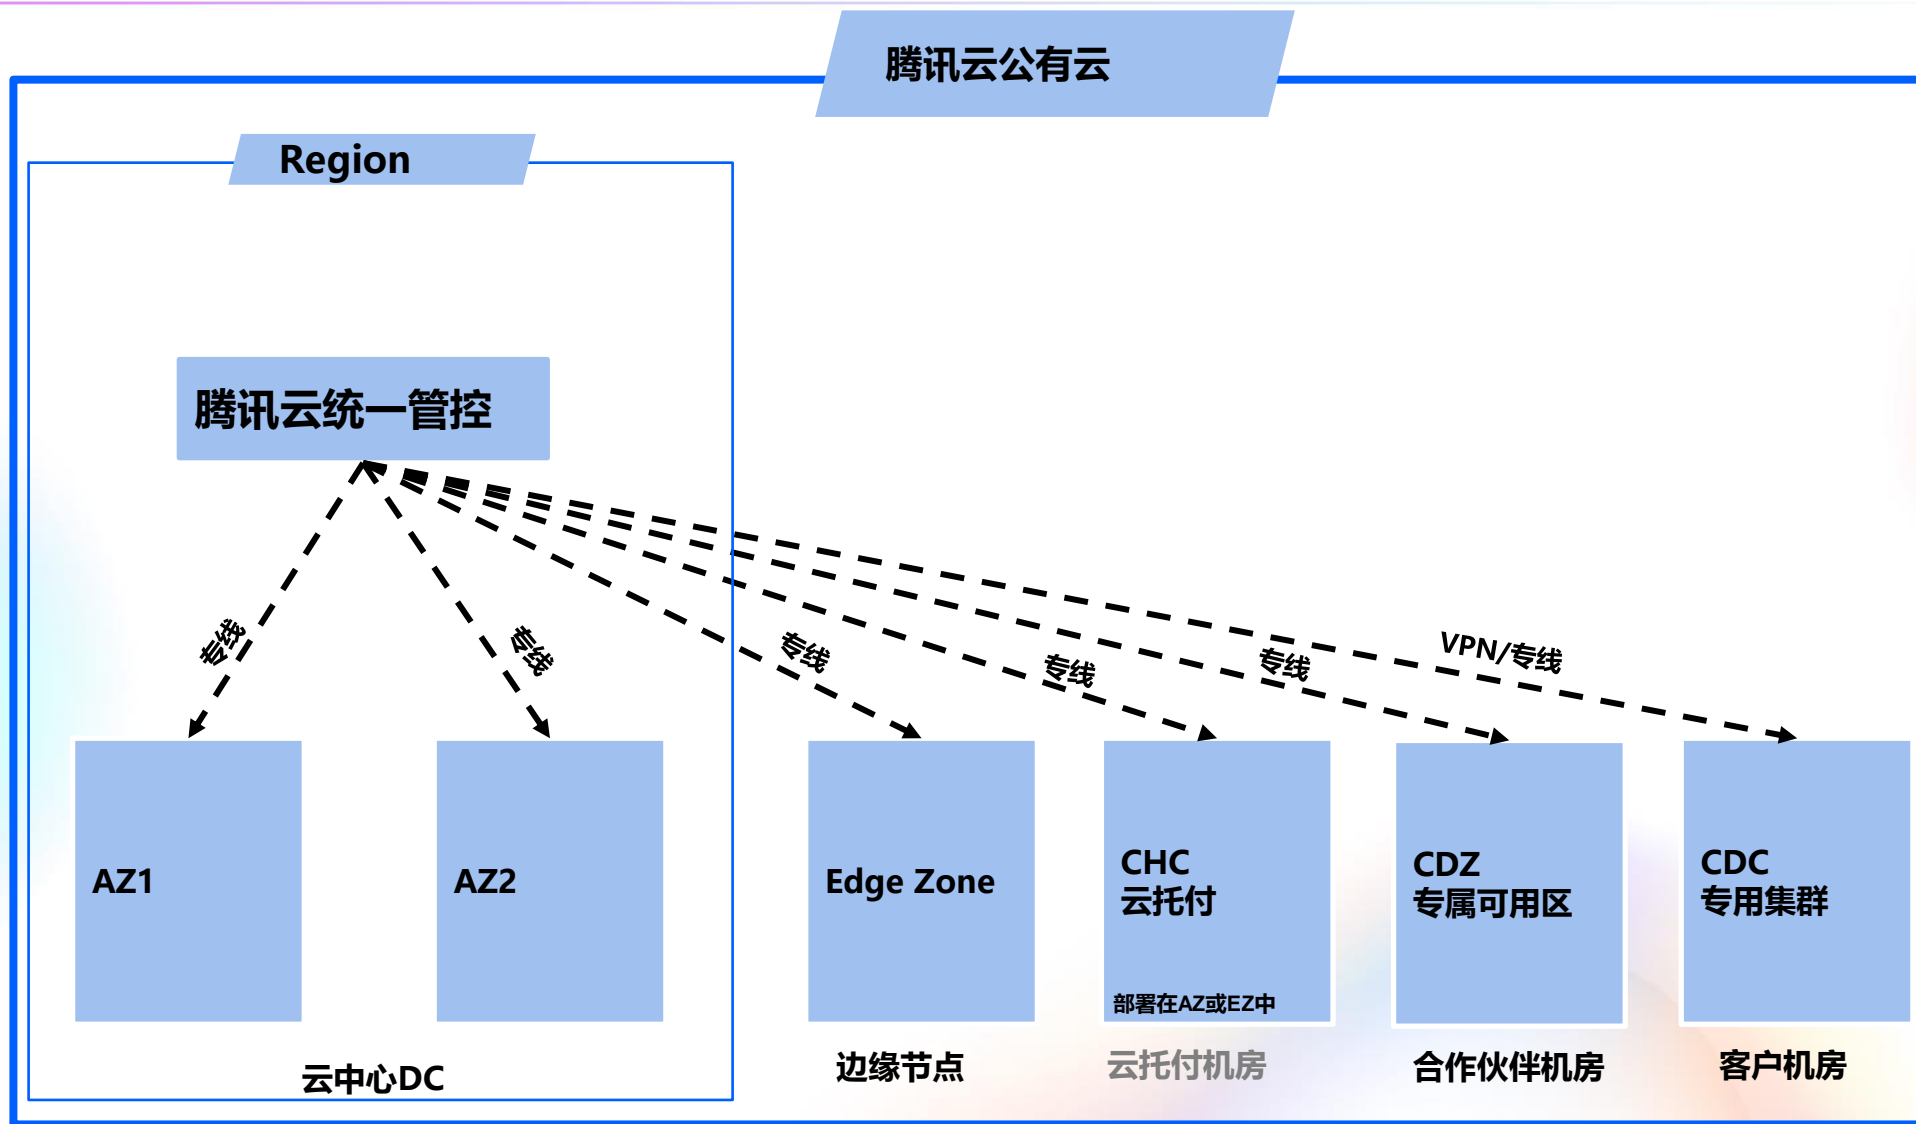 腾讯云公有云
Region
腾讯云统一管控
专线
专线
专线
专线
专线
VPN/专线
AZ1
AZ2
Edge Zone
CHC
云托付
部署在AZ或EZ中
CDZ
专属可用区
CDC
专用集群
云中心DC
边缘节点
云托付机房
合作伙伴机房
客户机房